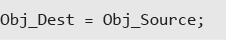 Obj_Dest = Obj_Source;